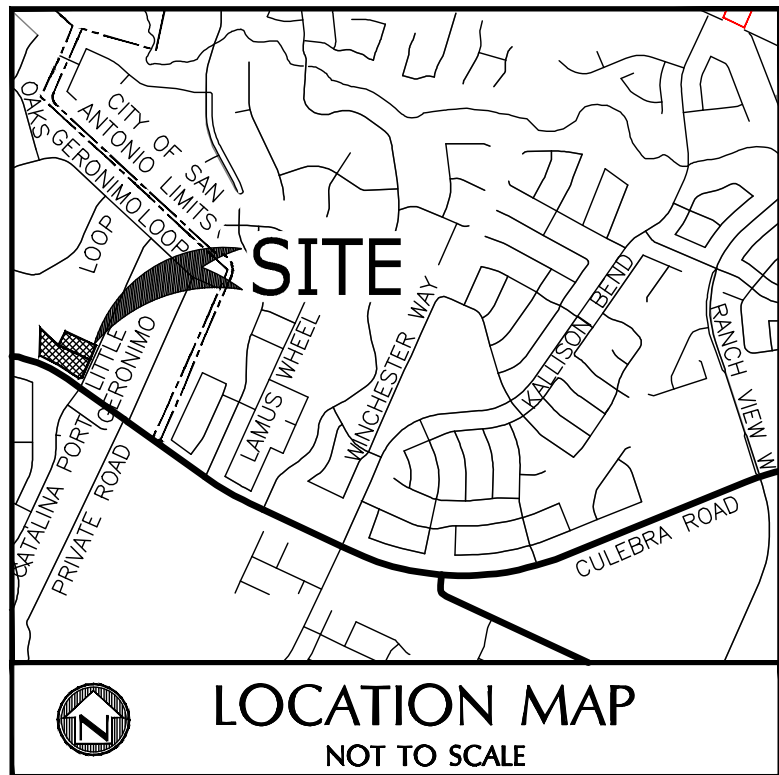 CITY OF SAN
ANTONIO LIMITS
OAKS
GERONIMO LOOP
LOOP
SITE
LITTLE
GERONIMO
LAMUS WHEEL
WINCHESTER WAY
KALLISON BEND
RANCH VIEW W
CATALINA PORT
PRIVATE ROAD
CULEBRA ROAD
N
LOCATION MAP
NOT TO SCALE